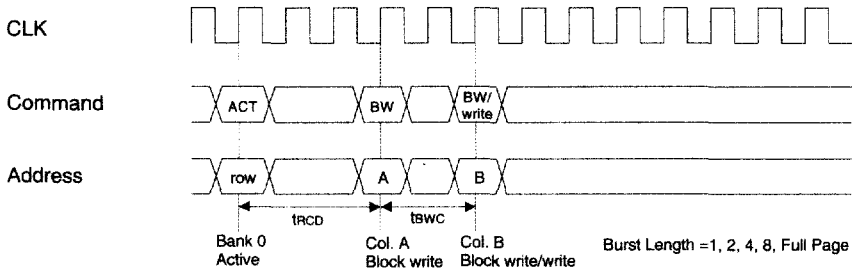 CLK
Command ACT BW BW/
write
Address row A B
tRCD tBWC
Bank 0 Col. A Col. B Burst Length =1, 2, 4, 8, Full Page
Active Block write Block write/write